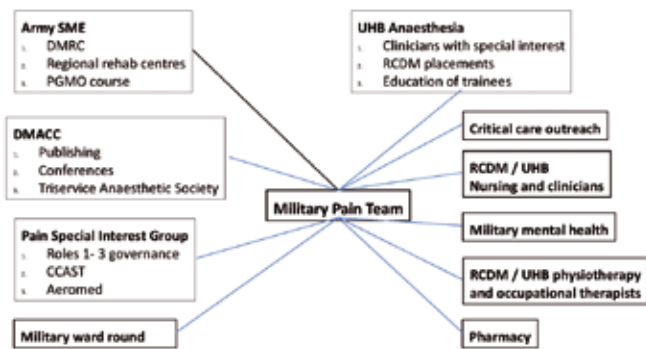 Army SME
1. DMRC
2. Regional rehab centres
3. PGMO course
UHB Anaesthesia
1. Clinicians with special interest
2. RCDM placements
3. Education of trainees
DMACC
1. Publishing
2. Conferences
3. Triservice Anaesthetic Society
Critical care outreach
RCDM / UHB
Nursing and clinicians
Military Pain Team
Pain Special Interest Group
1. Roles 1- 3 governance
2. CCAST
3. Aeromed
Military mental health
RCDM / UHB physiotherapy
and occupational therapists
Military ward round
Pharmacy